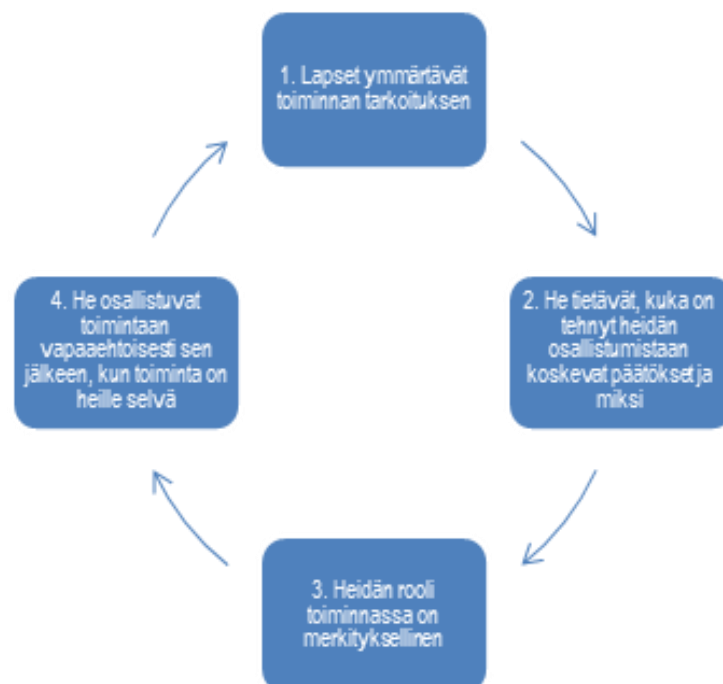 1. Lapset ymmärtävät
toiminnan tarkoituksen
2. He tietävät, kuka on
tehnyt heidän
osallistumistaan
koskevat päätökset ja
miksi
3. Heidän rooli
toiminnassa on
merkityksellinen
4. He osallistuvat
toimintaan
vapaaehtoisesti sen
jälkeen, kun toiminta on
heille selvä